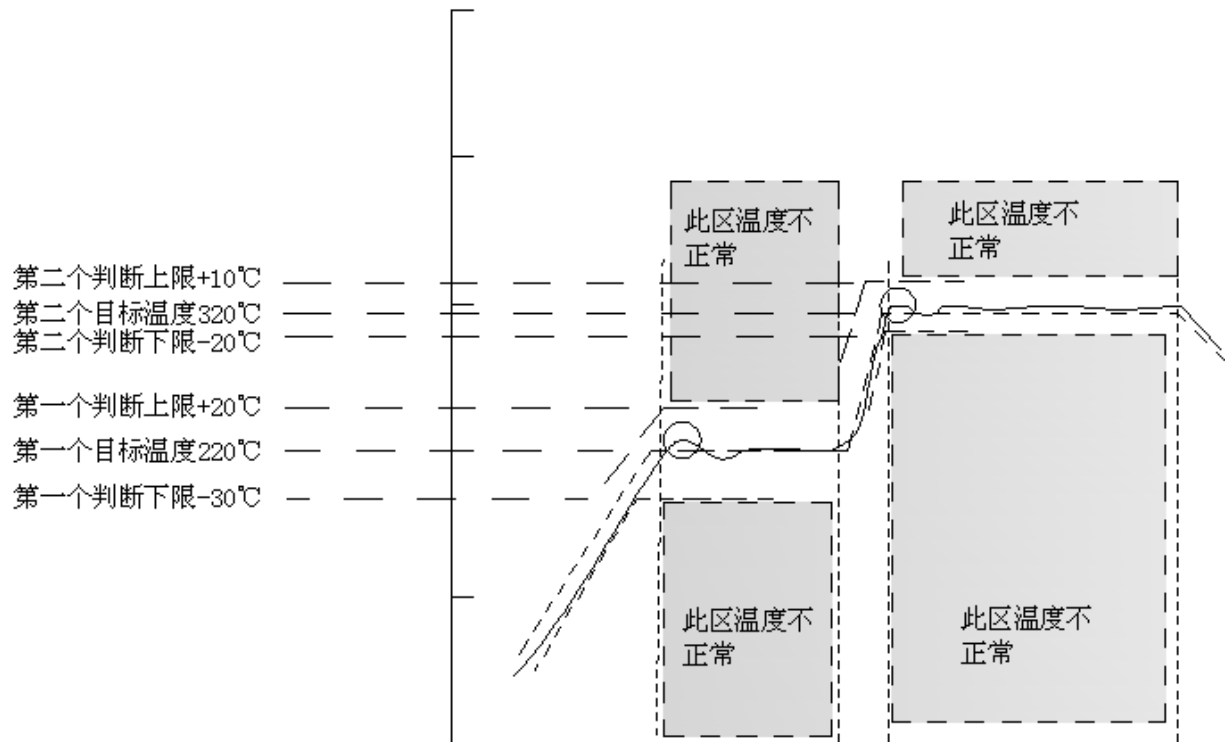 第二个判断上限+10℃
第二个目标温度320℃
第二个判断下限-20℃
第一个判断上限+20℃
第一个目标温度220℃
第一个判断下限-30℃
此区温度不
正常
此区温度不
正常
此区温度不
正常
此区温度不
正常